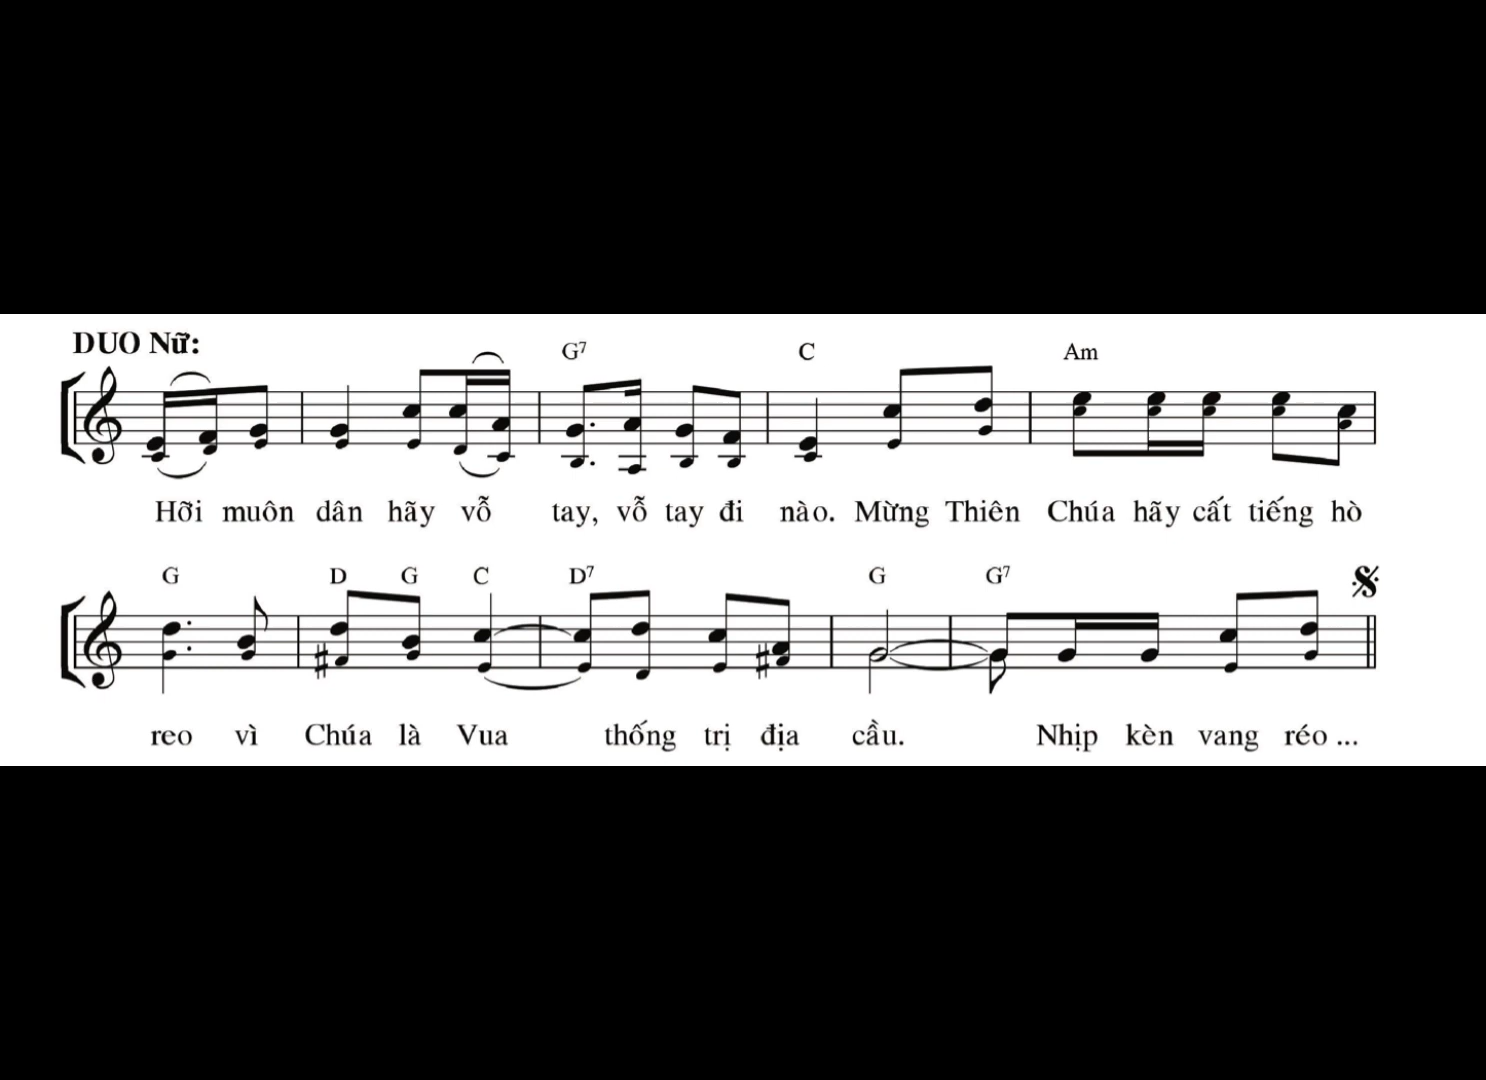 DUO Nữ:
G7 C Am
Hỡi muôn dân hãy vỗ tay, vỗ tay đi nào. Mừng Thiên Chúa hãy cất tiếng hò
G D G C D7 G G7
reo vì Chúa là Vua thống trị địa cầu. Nhịp kèn vang réo ...